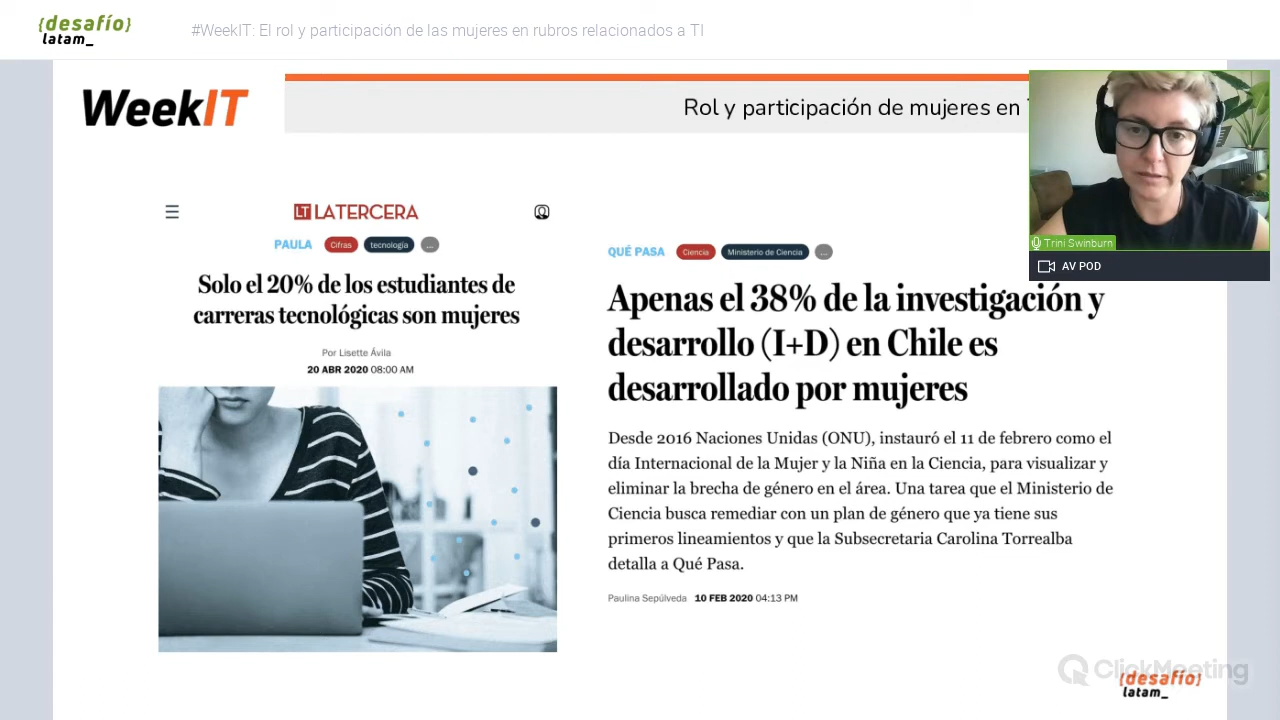 {desafío}
latam_
#WeekIT: El rol y participación de las mujeres en rubros relacionados a TI
WeekIT
Rol y participación de mujeres en
Trini Swinburn
AV POD
LT LATERCERA
PAULA Cifras tecnología ...
Solo el 20% de los estudiantes de
carreras tecnológicas son mujeres
Por Lisette Ávila
20 ABR 2020 08:00 AM
QUÉ PASA Ciencia Ministerio de Ciencia ...
Apenas el 38% de la investigación y
desarrollo (I+D) en Chile es
desarrollado por mujeres
Desde 2016 Naciones Unidas (ONU), instauró el 11 de febrero como el
día Internacional de la Mujer y la Niña en la Ciencia, para visualizar y
eliminar la brecha de género en el área. Una tarea que el Ministerio de
Ciencia busca remediar con un plan de género que ya tiene sus
primeros lineamientos y que la Subsecretaria Carolina Torrealba
detalla a Qué Pasa.
Paulina Sepúlveda 10 FEB 2020 04:13 PM
ClickMeeting
{desafío}
latam_